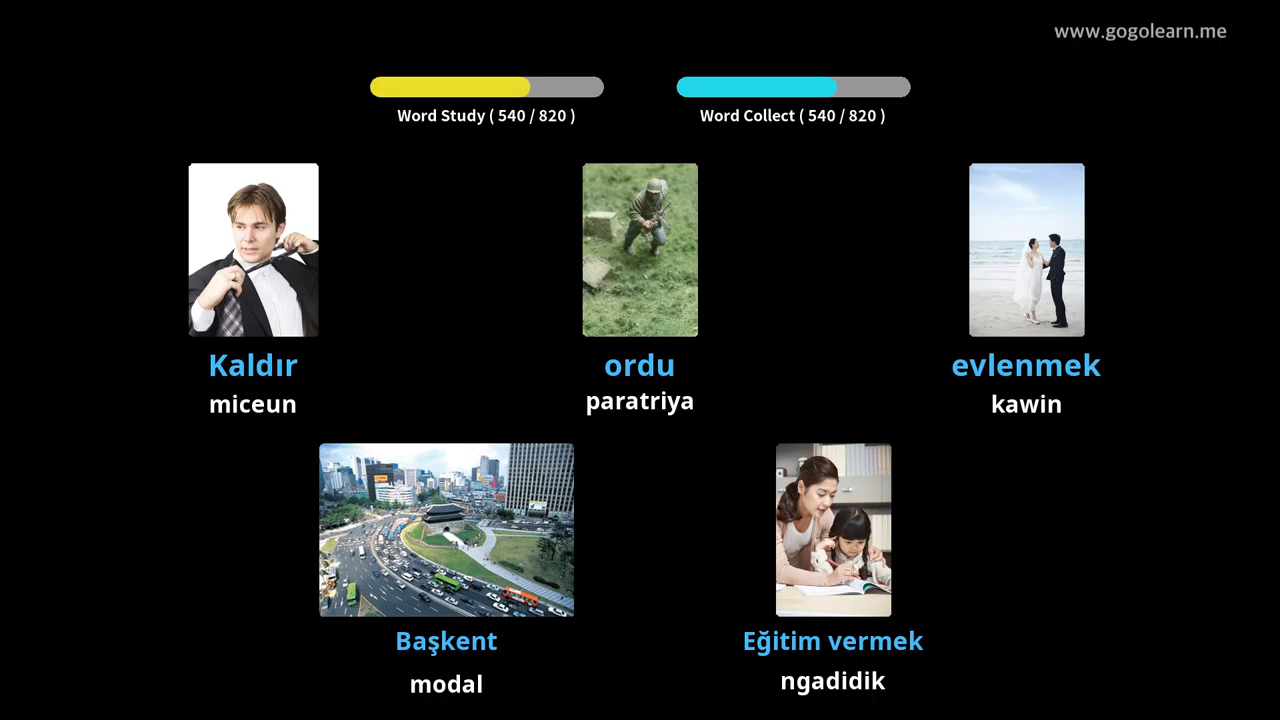 www.gogolearn.me
Word Study ( 540 / 820 )
Word Collect ( 540 / 820 )
Kaldır
ordu
evlenmek
miceun
paratriya
kawin
Başkent
Eğitim vermek
modal
ngadidik